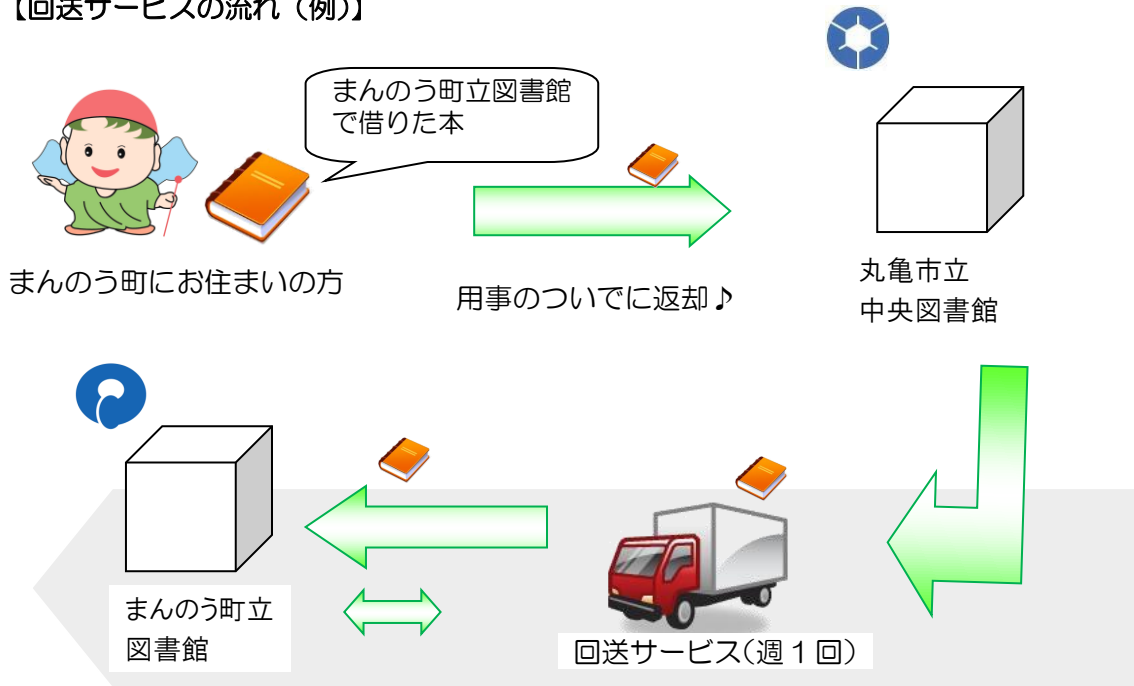 【回送サービスの流れ（例）】
まんのう町立図書館
で借りた本
まんのう町にお住まいの方
用事のついでに返却♪
丸亀市立
中央図書館
まんのう町立
図書館
回送サービス（週１回）